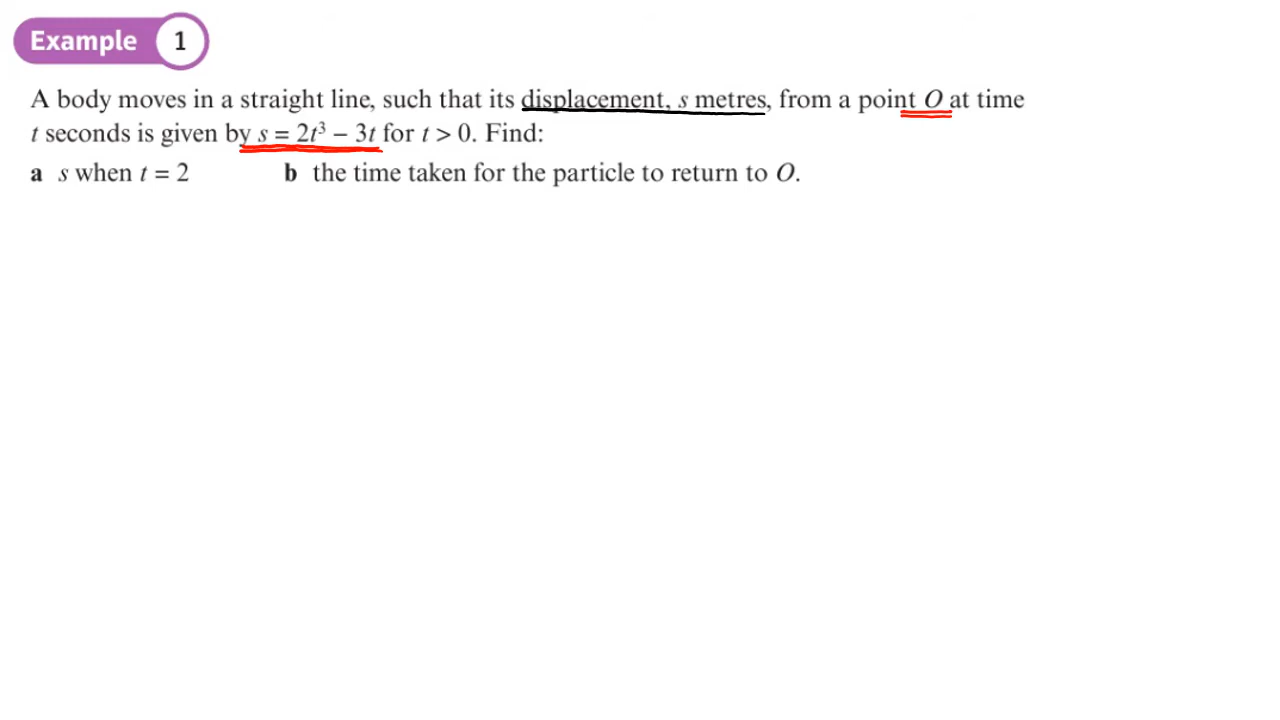 Example 1
A body moves in a straight line, such that its displacement, s metres, from a point O at time
t seconds is given by s = 2t³ – 3t for t > 0. Find:
a s when t = 2 b the time taken for the particle to return to O.